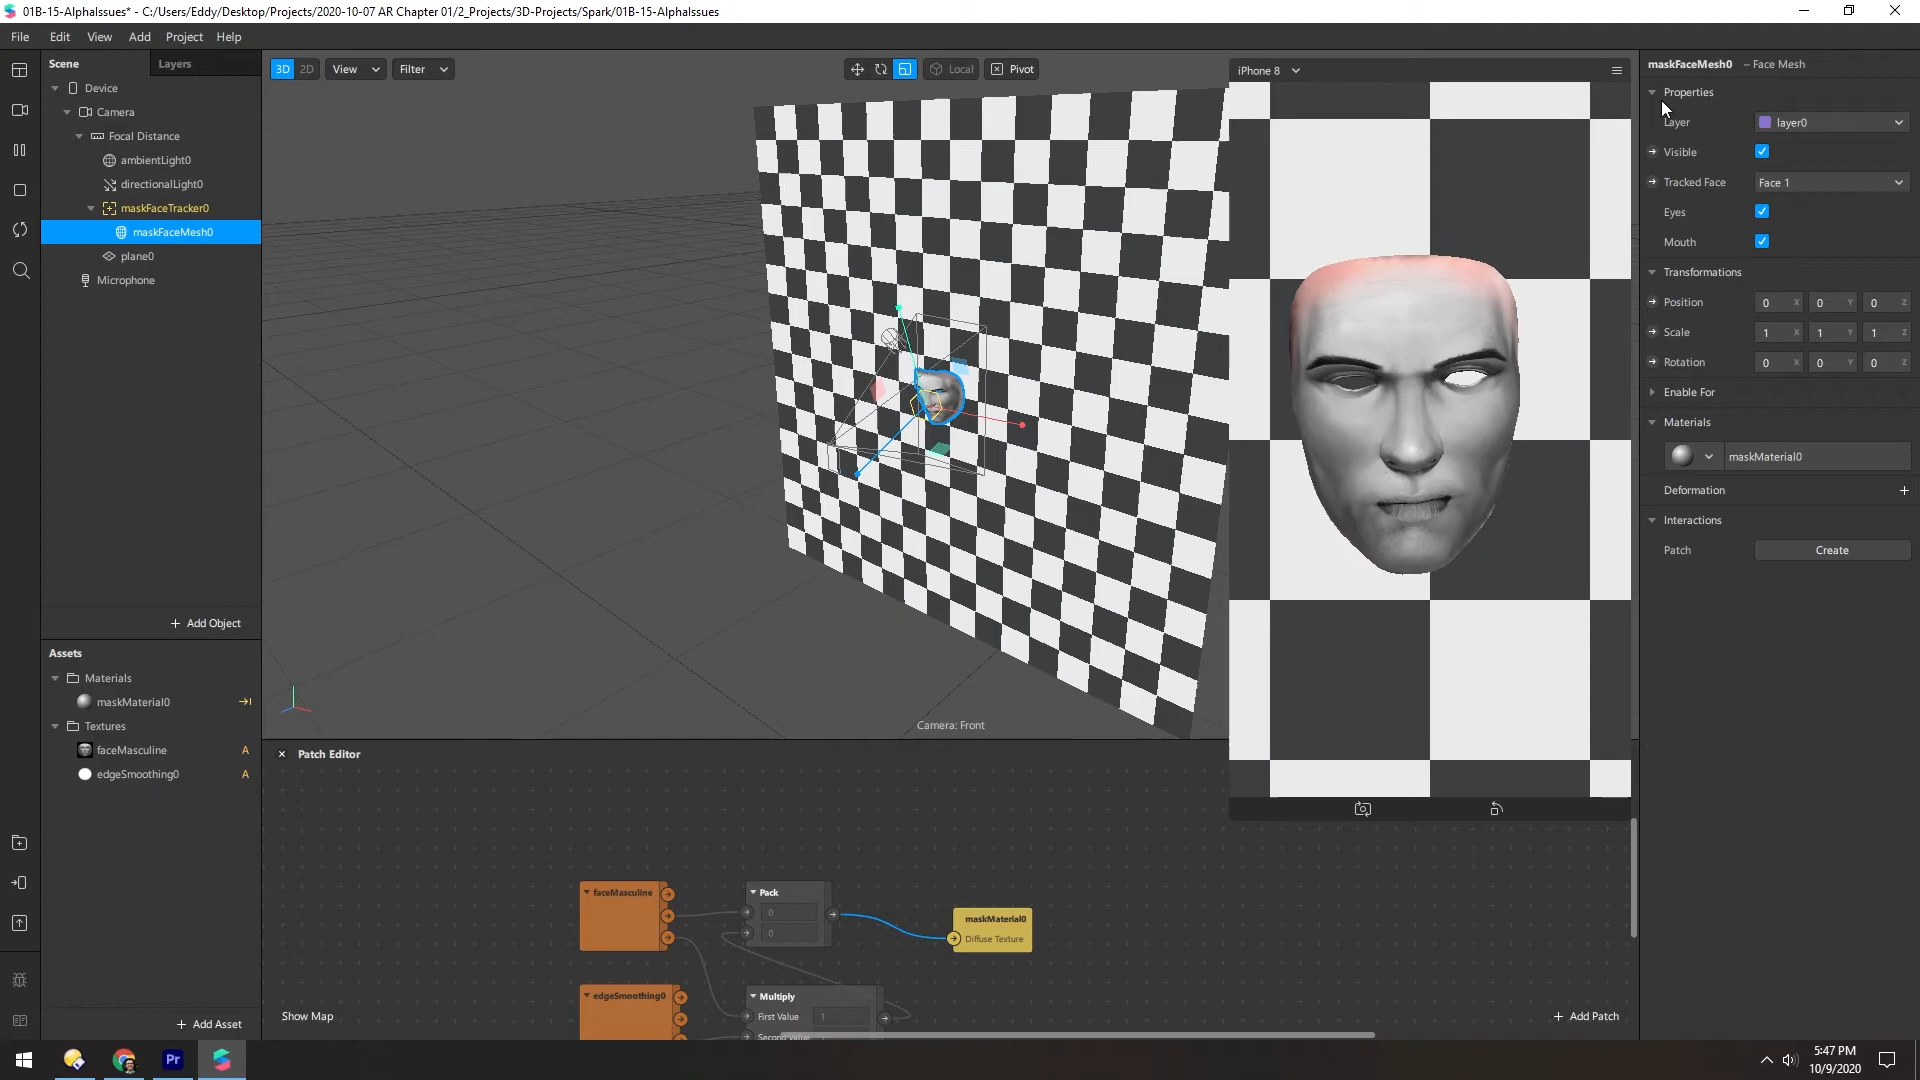 01B-15-AlphaIssues* - C:/Users/Eddy/Desktop/Projects/2020-10-07 AR Chapter 01/2_Projects/3D-Projects/Spark/01B-15-AlphaIssues
File Edit View Add Project Help
Scene Layers
Device
Camera
Focal Distance
ambientLight0
directionalLight0
maskFaceTracker0
maskFaceMesh0
plane0
Microphone
+ Add Object
Assets
Materials
maskMaterial0
Textures
faceMasculine A
edgeSmoothing0 A
+ Add Asset
3D 2D View Filter Local Pivot
Camera: Front
iPhone 8
Patch Editor
faceMasculine
Pack
0
0
maskMaterial0
Diffuse Texture
edgeSmoothing0
Multiply
First Value 1
Second Value
Show Map
+ Add Patch
maskFaceMesh0 – Face Mesh
Properties
Layer layer0
Visible
Tracked Face Face 1
Eyes
Mouth
Transformations
Position 0 X 0 Y 0 Z
Scale 1 X 1 Y 1 Z
Rotation 0 X 0 Y 0 Z
Enable For
Materials
maskMaterial0
Deformation +
Interactions
Patch Create
Pr
5:47 PM
10/9/2020